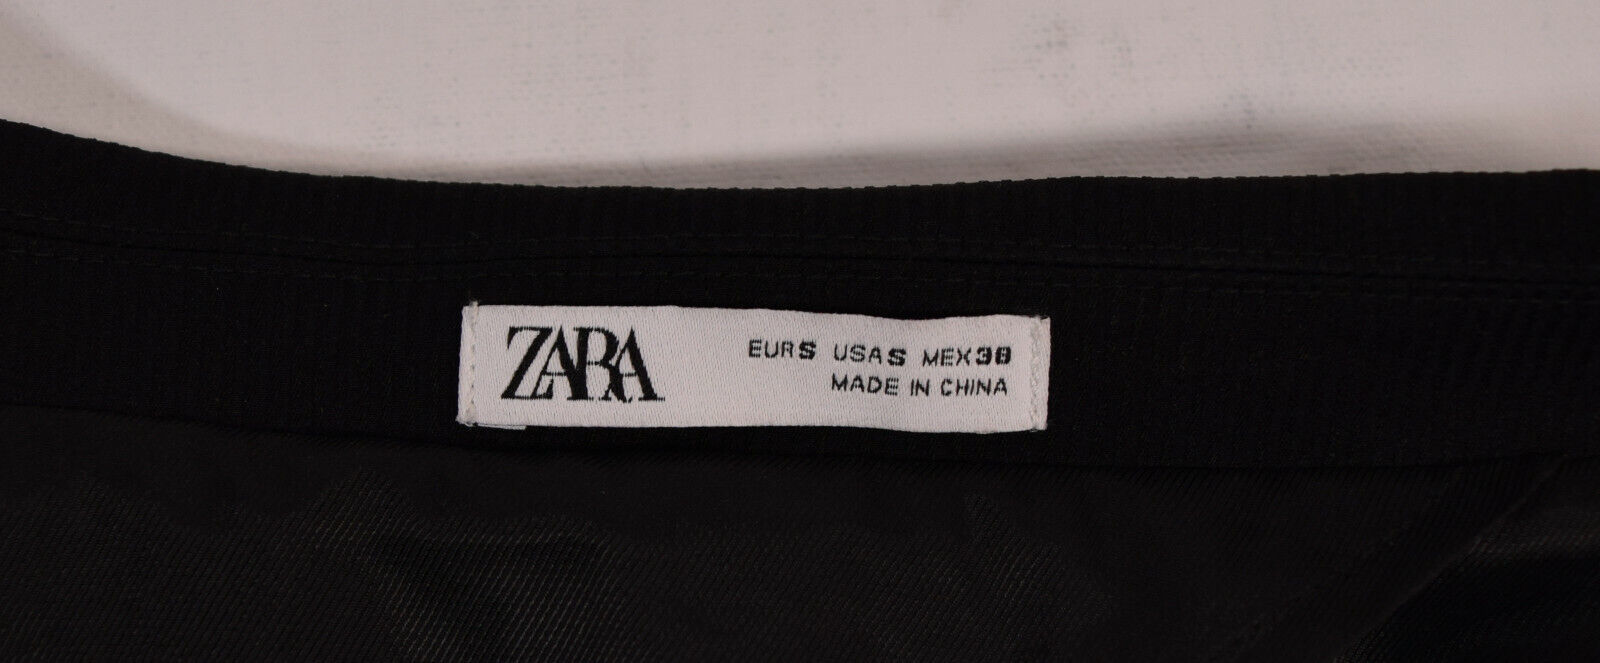 ZARA
EUR S USA S MEX 38
MADE IN CHINA